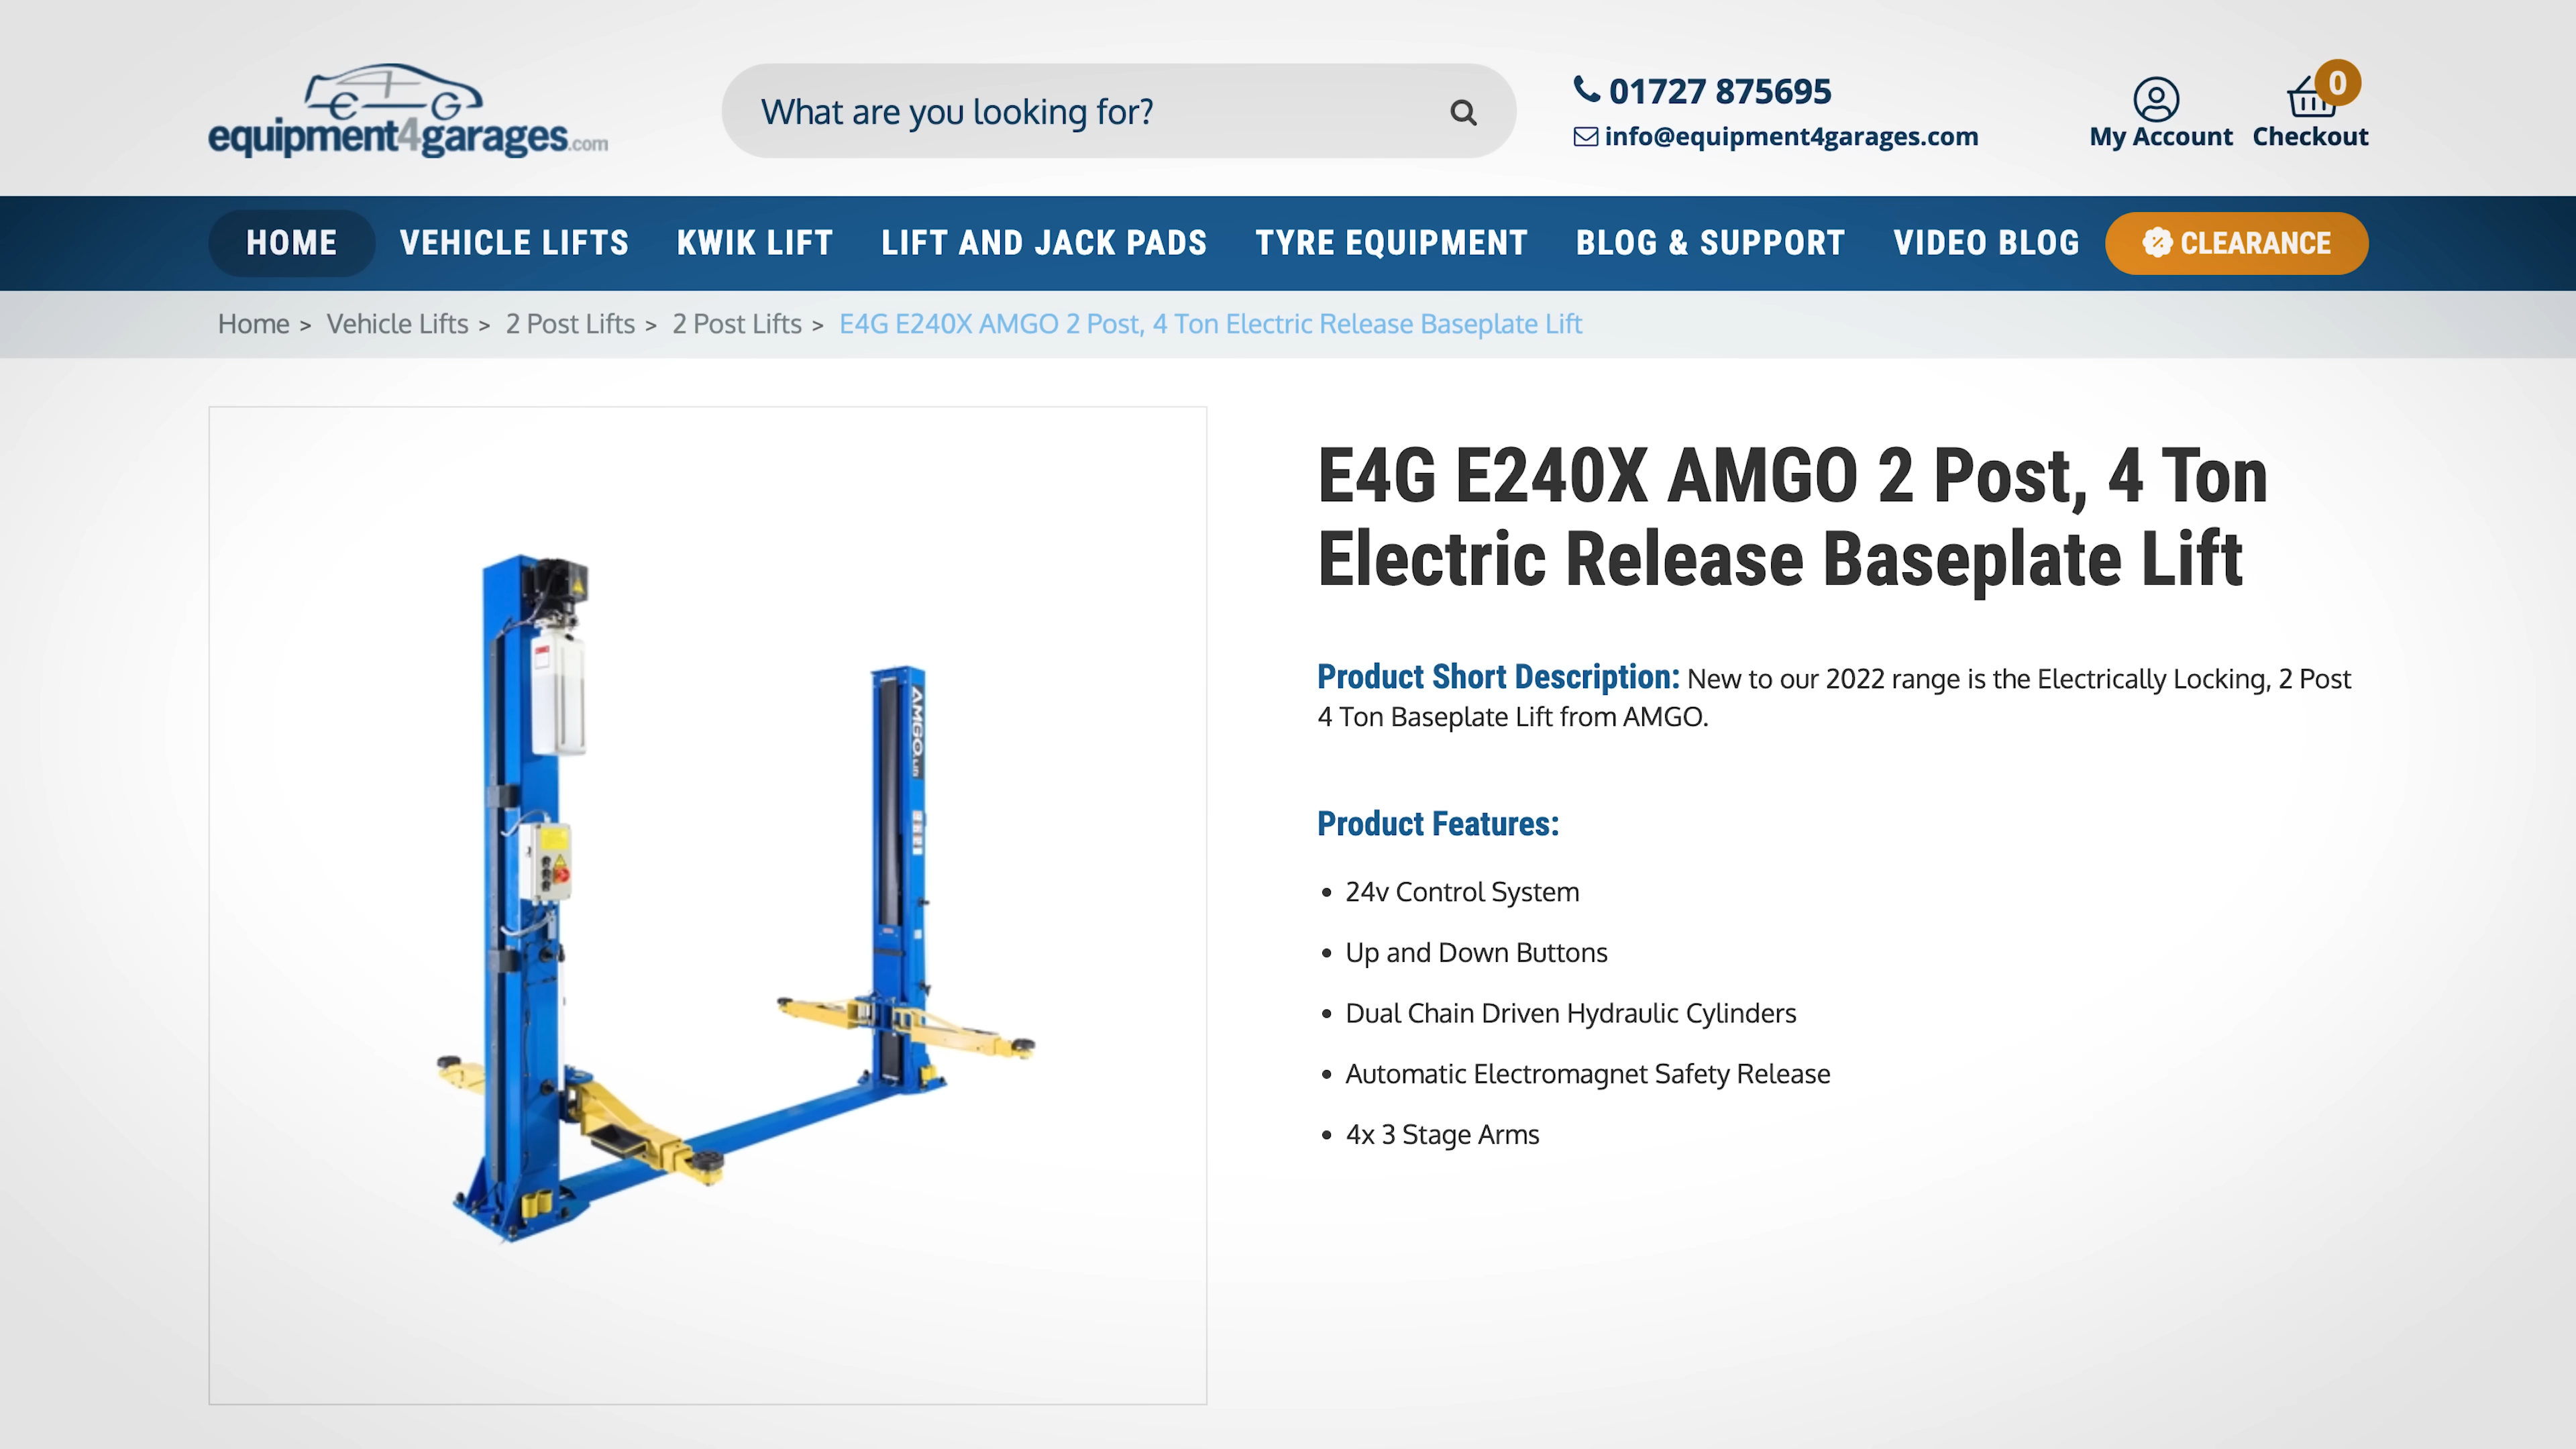 equipment4garages.com
What are you looking for?
01727 875695
info@equipment4garages.com
My Account
0
Checkout
HOME
VEHICLE LIFTS
KWIK LIFT
LIFT AND JACK PADS
TYRE EQUIPMENT
BLOG & SUPPORT
VIDEO BLOG
CLEARANCE
Home > Vehicle Lifts > 2 Post Lifts > 2 Post Lifts > E4G E240X AMGO 2 Post, 4 Ton Electric Release Baseplate Lift
AMGO Lift
E4G E240X AMGO 2 Post, 4 Ton
Electric Release Baseplate Lift
Product Short Description: New to our 2022 range is the Electrically Locking, 2 Post
4 Ton Baseplate Lift from AMGO.
Product Features:
• 24v Control System
• Up and Down Buttons
• Dual Chain Driven Hydraulic Cylinders
• Automatic Electromagnet Safety Release
• 4x 3 Stage Arms